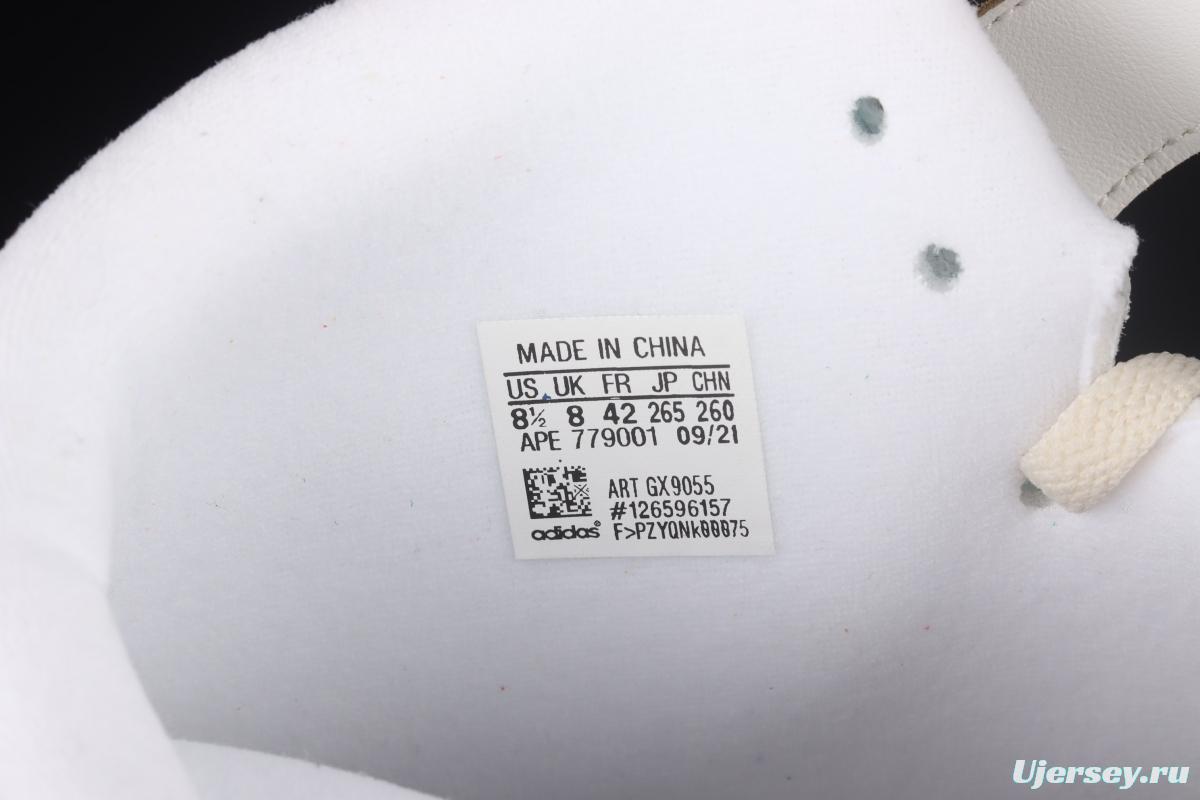 MADE IN CHINA
US UK FR JP CHN
8½ 8 42 265 260
APE 779001 09/21
ART GX9055
#126596157
adidas® F>PZYQNk00075
Ujersey.ru